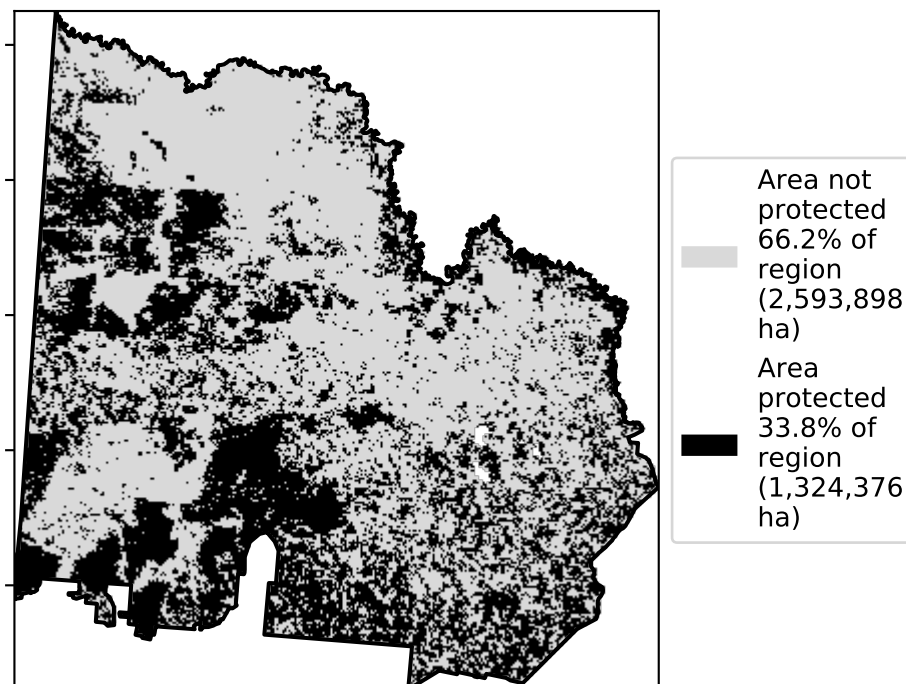 Area not
protected
66.2% of
region
(2,593,898
ha)
Area
protected
33.8% of
region
(1,324,376
ha)